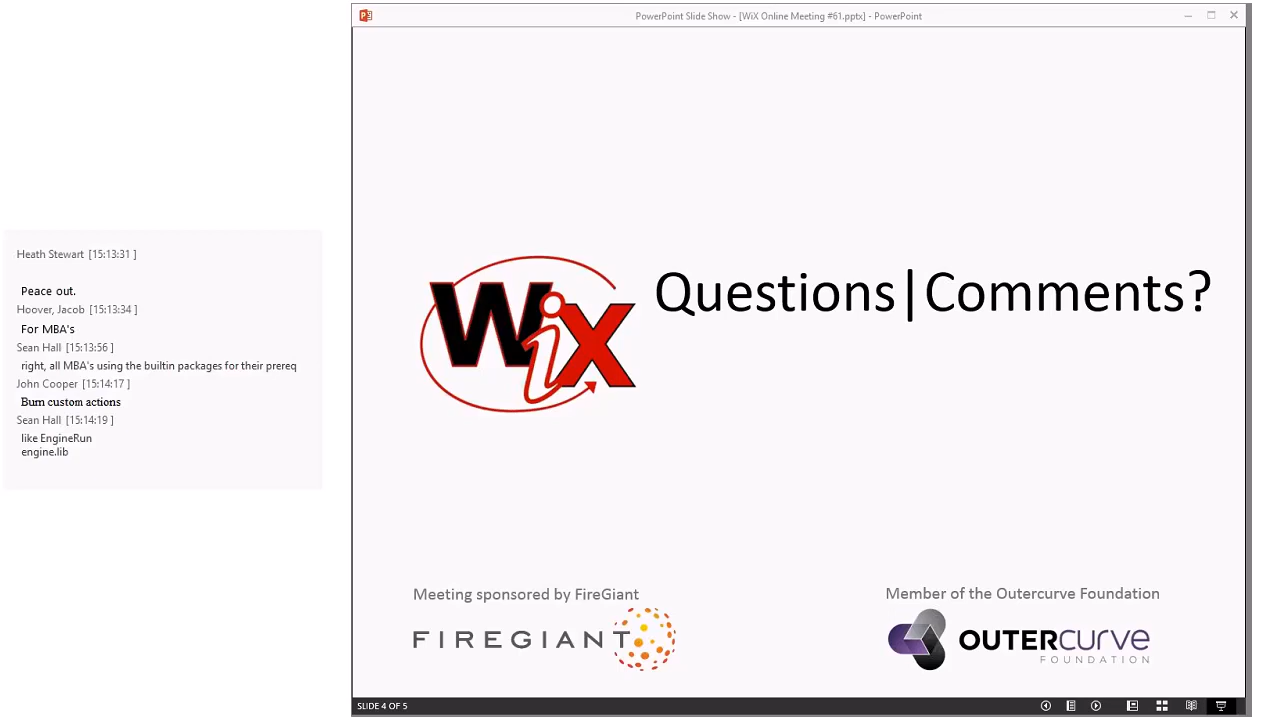 PowerPoint Slide Show - [WiX Online Meeting #61.pptx] - PowerPoint
Heath Stewart [15:13:31 ]
Peace out.
Hoover, Jacob [15:13:34 ]
For MBA's
Sean Hall [15:13:56 ]
right, all MBA's using the builtin packages for their prereq
John Cooper [15:14:17 ]
Burn custom actions
Sean Hall [15:14:19 ]
like EngineRun
engine.lib
WiX
Questions|Comments?
Meeting sponsored by FireGiant
FIREGIANT
Member of the Outercurve Foundation
OUTERCURVE
FOUNDATION
SLIDE 4 OF 5